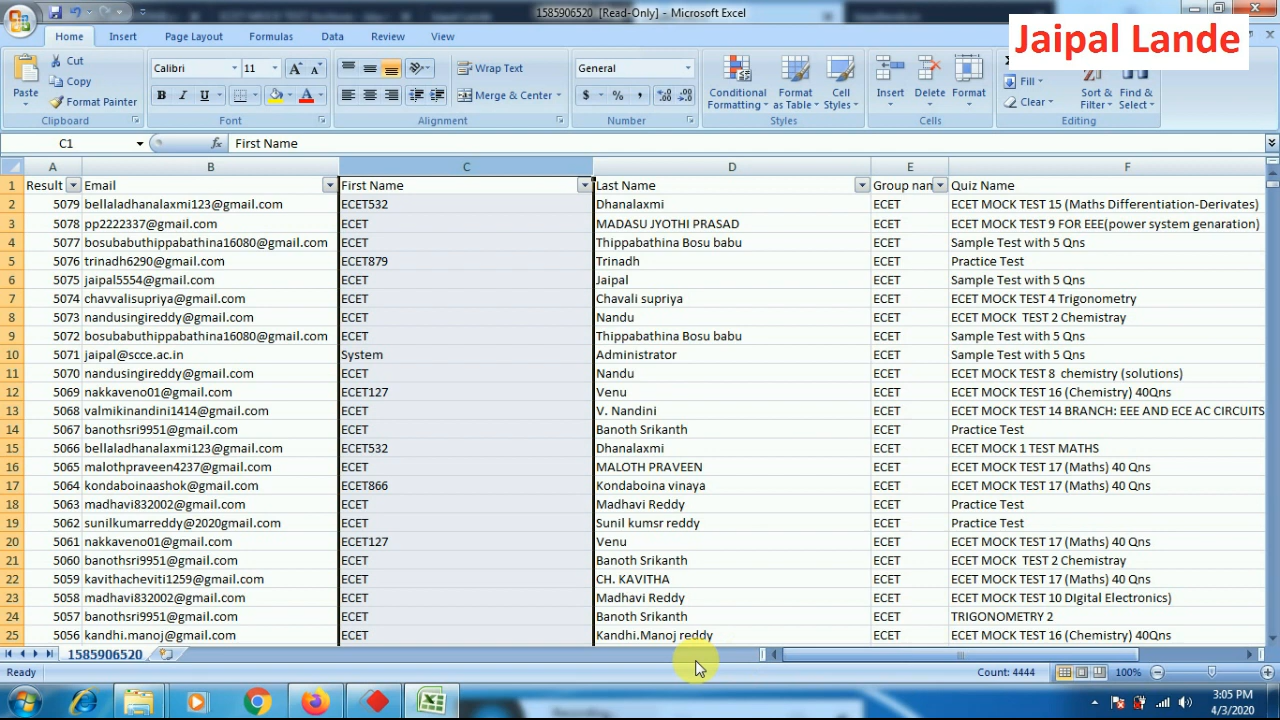 1585906520 [Read-Only] - Microsoft Excel
Jaipal Lande
Home Insert Page Layout Formulas Data Review View
Paste Cut Copy Format Painter
Calibri 11
B I U A A A
Wrap Text
Merge & Center
General
$ % ,
Conditional Formatting Format as Table Cell Styles
Insert Delete Format
Fill
Clear
Sort & Filter Find & Select
Clipboard Font Alignment Number Styles Cells Editing
C1 fx First Name
A B C D E F
1 Result Email First Name Last Name Group nam Quiz Name
2 5079 bellaladhanalaxmi123@gmail.com ECET532 Dhanalaxmi ECET ECET MOCK TEST 15 (Maths Differentiation-Derivates)
3 5078 pp2222337@gmail.com ECET MADASU JYOTHI PRASAD ECET ECET MOCK TEST 9 FOR EEE(power system genaration)
4 5077 bosubabuthippabathina16080@gmail.com ECET Thippabathina Bosu babu ECET Sample Test with 5 Qns
5 5076 trinadh6290@gmail.com ECET879 Trinadh ECET Practice Test
6 5075 jaipal5554@gmail.com ECET Jaipal ECET Sample Test with 5 Qns
7 5074 chavvalisupriya@gmail.com ECET Chavali supriya ECET ECET MOCK TEST 4 Trigonometry
8 5073 nandusingireddy@gmail.com ECET Nandu ECET ECET MOCK  TEST 2 Chemistray
9 5072 bosubabuthippabathina16080@gmail.com ECET Thippabathina Bosu babu ECET Sample Test with 5 Qns
10 5071 jaipal@scce.ac.in System Administrator ECET Sample Test with 5 Qns
11 5070 nandusingireddy@gmail.com ECET Nandu ECET ECET MOCK TEST 8  chemistry (solutions)
12 5069 nakkaveno01@gmail.com ECET127 Venu ECET ECET MOCK TEST 16 (Chemistry) 40Qns
13 5068 valmikinandini1414@gmail.com ECET V. Nandini ECET ECET MOCK TEST 14 BRANCH: EEE AND ECE AC CIRCUITS
14 5067 banothsri9951@gmail.com ECET Banoth Srikanth ECET Practice Test
15 5066 bellaladhanalaxmi123@gmail.com ECET532 Dhanalaxmi ECET ECET MOCK 1 TEST MATHS
16 5065 malothpraveen4237@gmail.com ECET MALOTH PRAVEEN ECET ECET MOCK TEST 17 (Maths) 40 Qns
17 5064 kondaboinaashok@gmail.com ECET866 Kondaboina vinaya ECET ECET MOCK TEST 17 (Maths) 40 Qns
18 5063 madhavi832002@gmail.com ECET Madhavi Reddy ECET Practice Test
19 5062 sunilkumarreddy@2020gmail.com ECET Sunil kumsr reddy ECET Practice Test
20 5061 nakkaveno01@gmail.com ECET127 Venu ECET ECET MOCK TEST 17 (Maths) 40 Qns
21 5060 banothsri9951@gmail.com ECET Banoth Srikanth ECET ECET MOCK  TEST 2 Chemistray
22 5059 kavithacheviti1259@gmail.com ECET CH. KAVITHA ECET ECET MOCK TEST 17 (Maths) 40 Qns
23 5058 madhavi832002@gmail.com ECET Madhavi Reddy ECET ECET MOCK TEST 10 DIgital Electronics)
24 5057 banothsri9951@gmail.com ECET Banoth Srikanth ECET TRIGONOMETRY 2
25 5056 kandhi.manoj@gmail.com ECET Kandhi.Manoj reddy ECET ECET MOCK TEST 16 (Chemistry) 40Qns
1585906520
Ready Count: 4444 100%
3:05 PM
4/3/2020